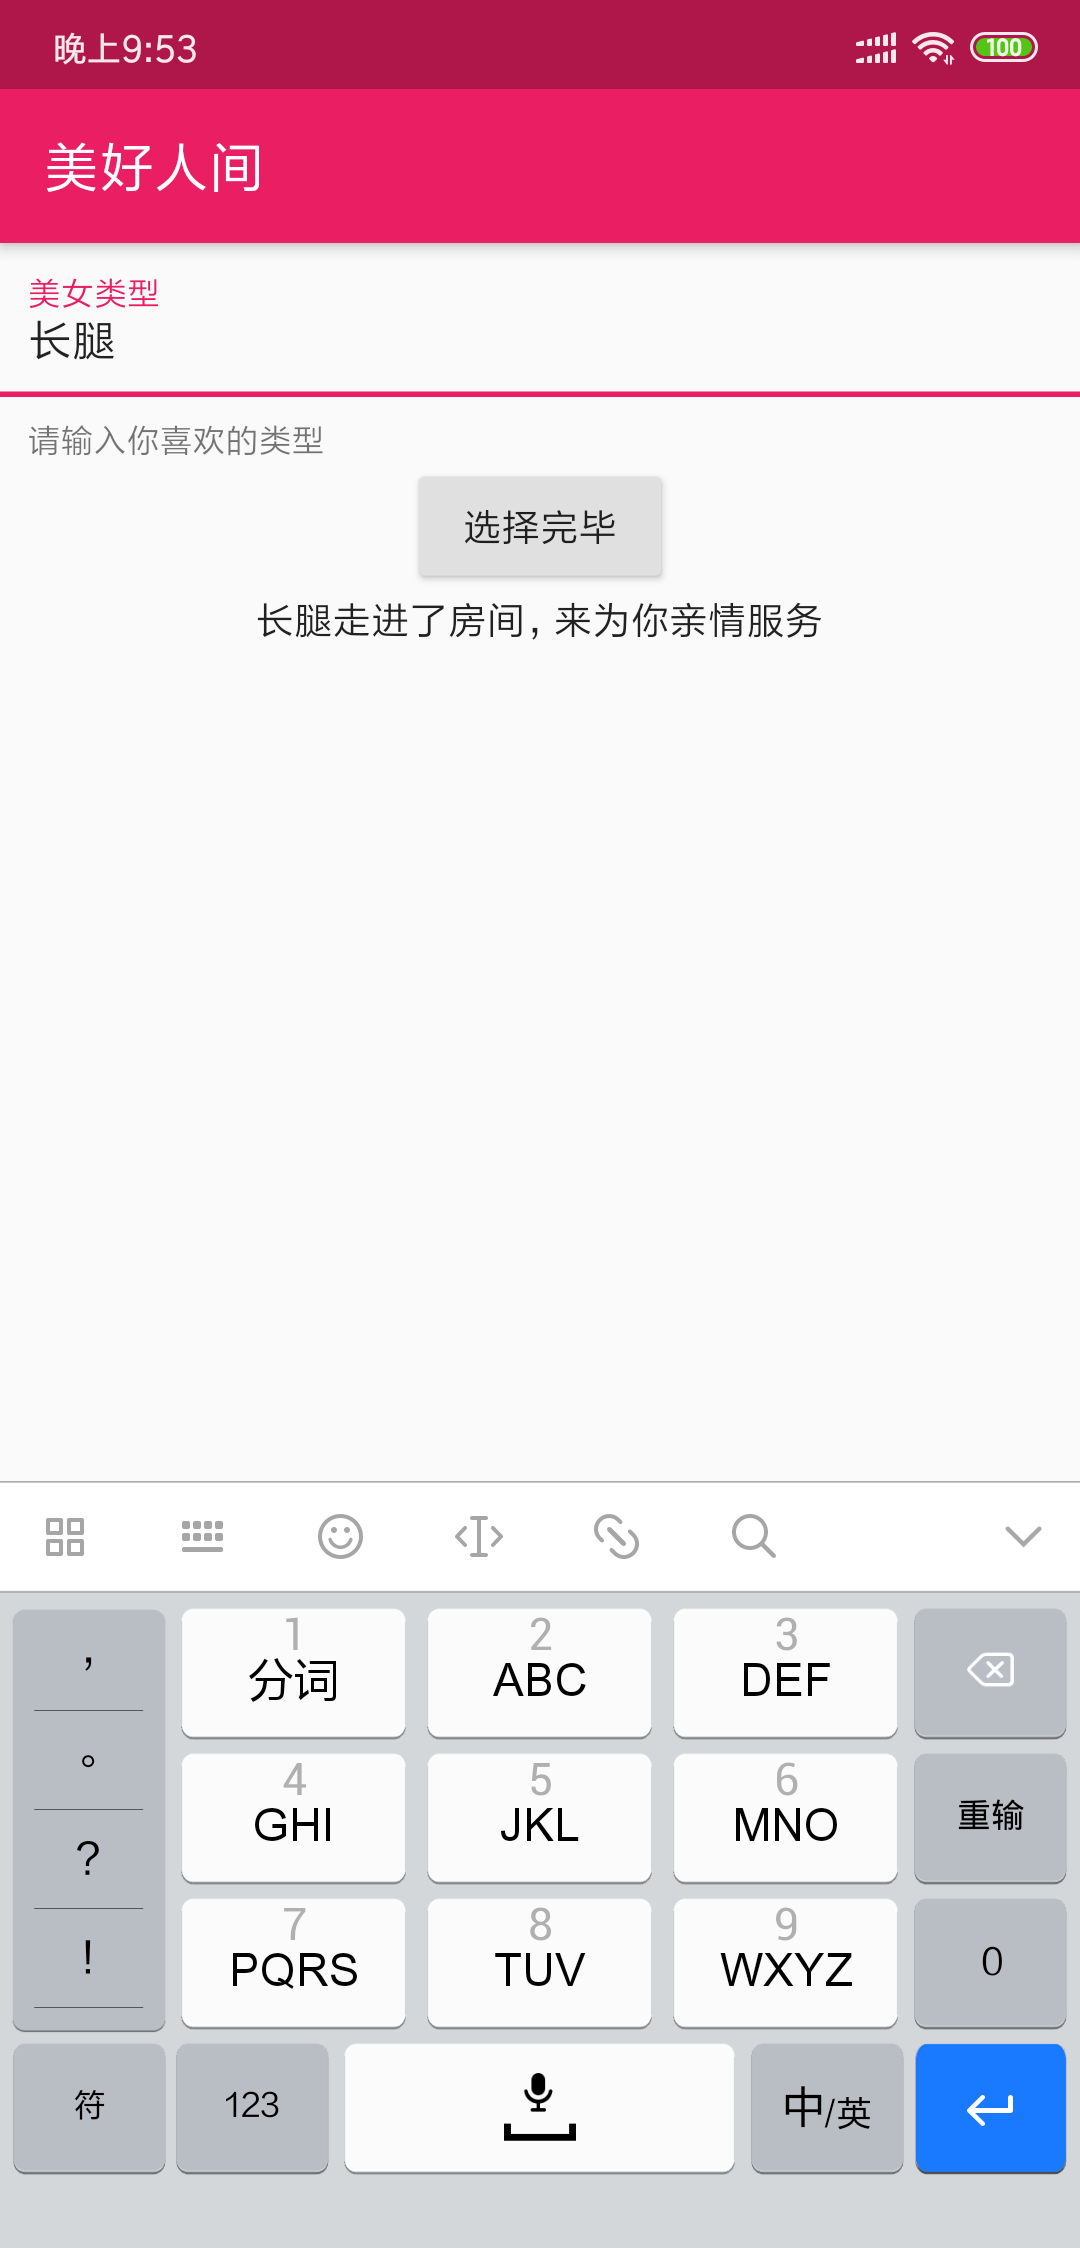 晚上9:53
100
美好人间
美女类型
长腿
请输入你喜欢的类型
选择完毕
长腿走进了房间, 来为你亲情服务
,
1
分词
2
ABC
3
DEF
。
4
GHI
5
JKL
6
MNO
重输
?
7
PQRS
8
TUV
9
WXYZ
0
!
符
123
中/英